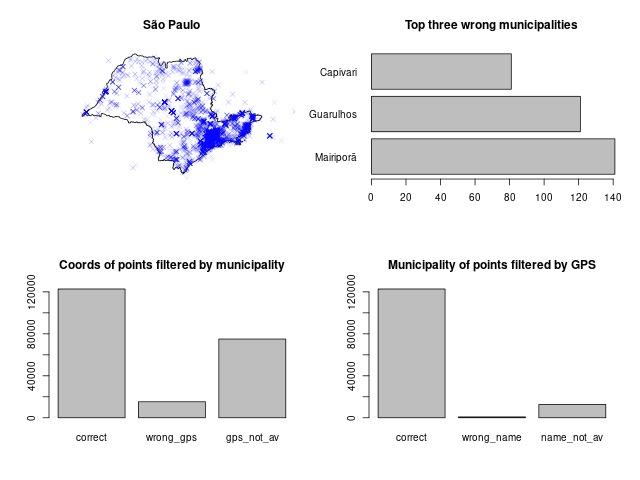 São Paulo
Top three wrong municipalities
Capivari
Guarulhos
Mairiporã
0 20 40 60 80 100 120 140
Coords of points filtered by municipality
0 40000 80000 120000
correct wrong_gps gps_not_av
Municipality of points filtered by GPS
0 40000 80000 120000
correct wrong_name name_not_av